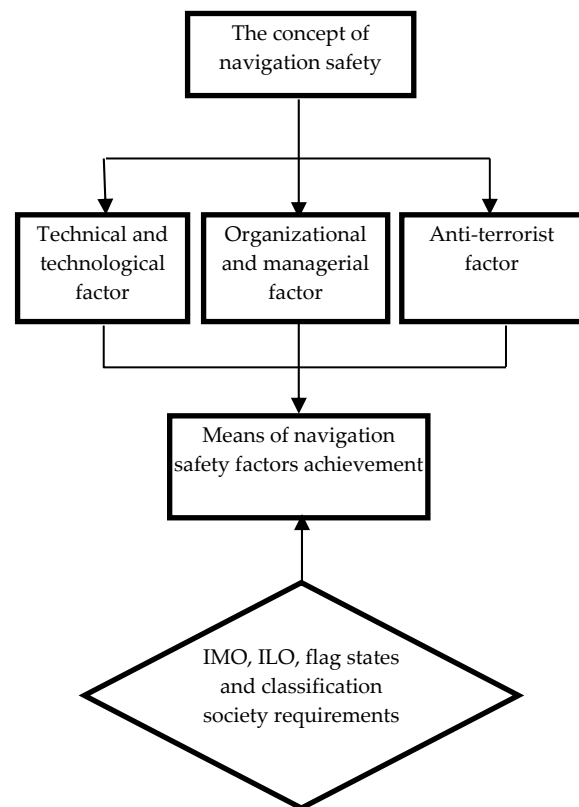 The concept of
navigation safety
Technical and
technological
factor
Organizational
and managerial
factor
Anti-terrorist
factor
Means of navigation
safety factors achievement
IMO, ILO, flag states
and classification
society requirements